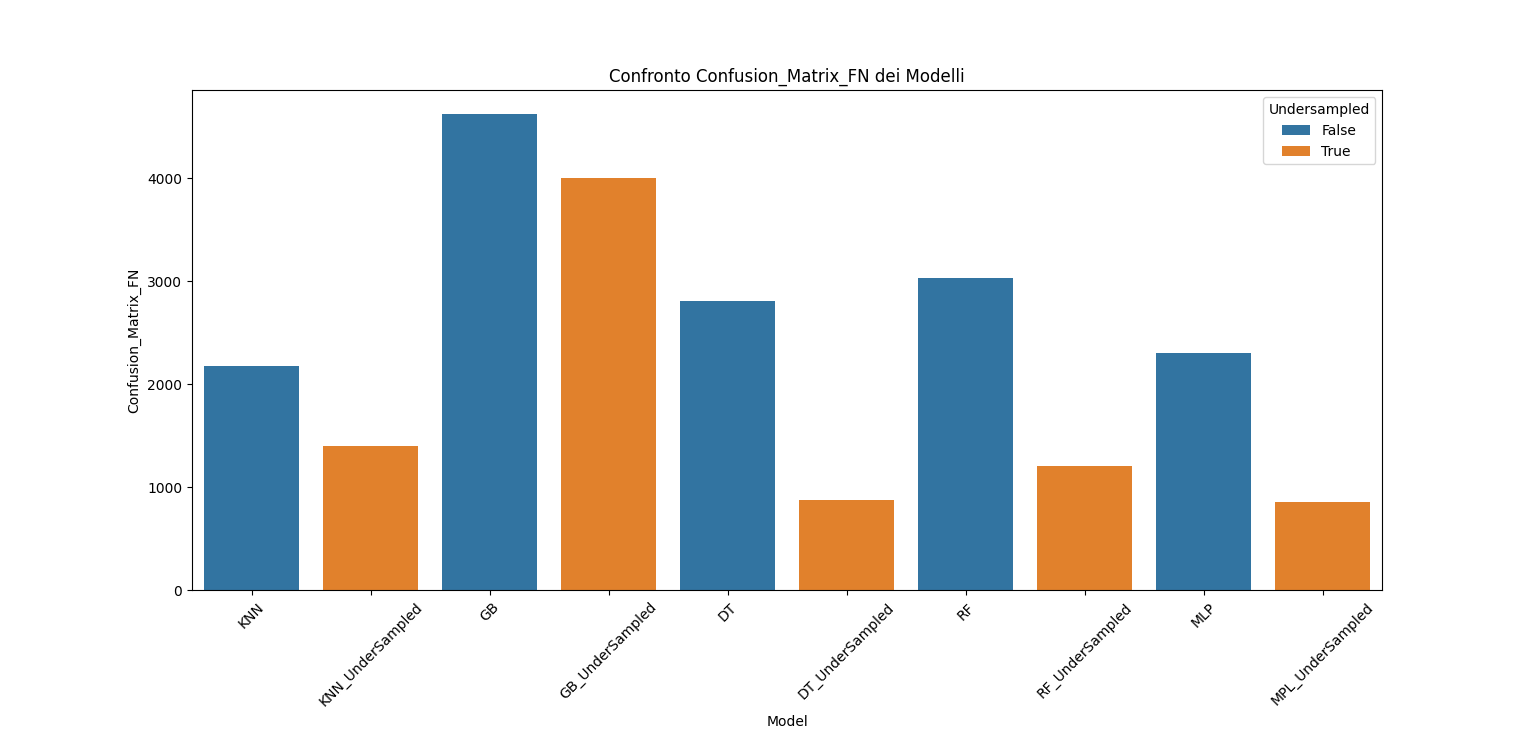 Confronto Confusion_Matrix_FN dei Modelli
Undersampled
False
True
Confusion_Matrix_FN
4000
3000
2000
1000
0
KNN
KNN_UnderSampled
GB
GB_UnderSampled
DT
DT_UnderSampled
RF
RF_UnderSampled
MLP
MPL_UnderSampled
Model